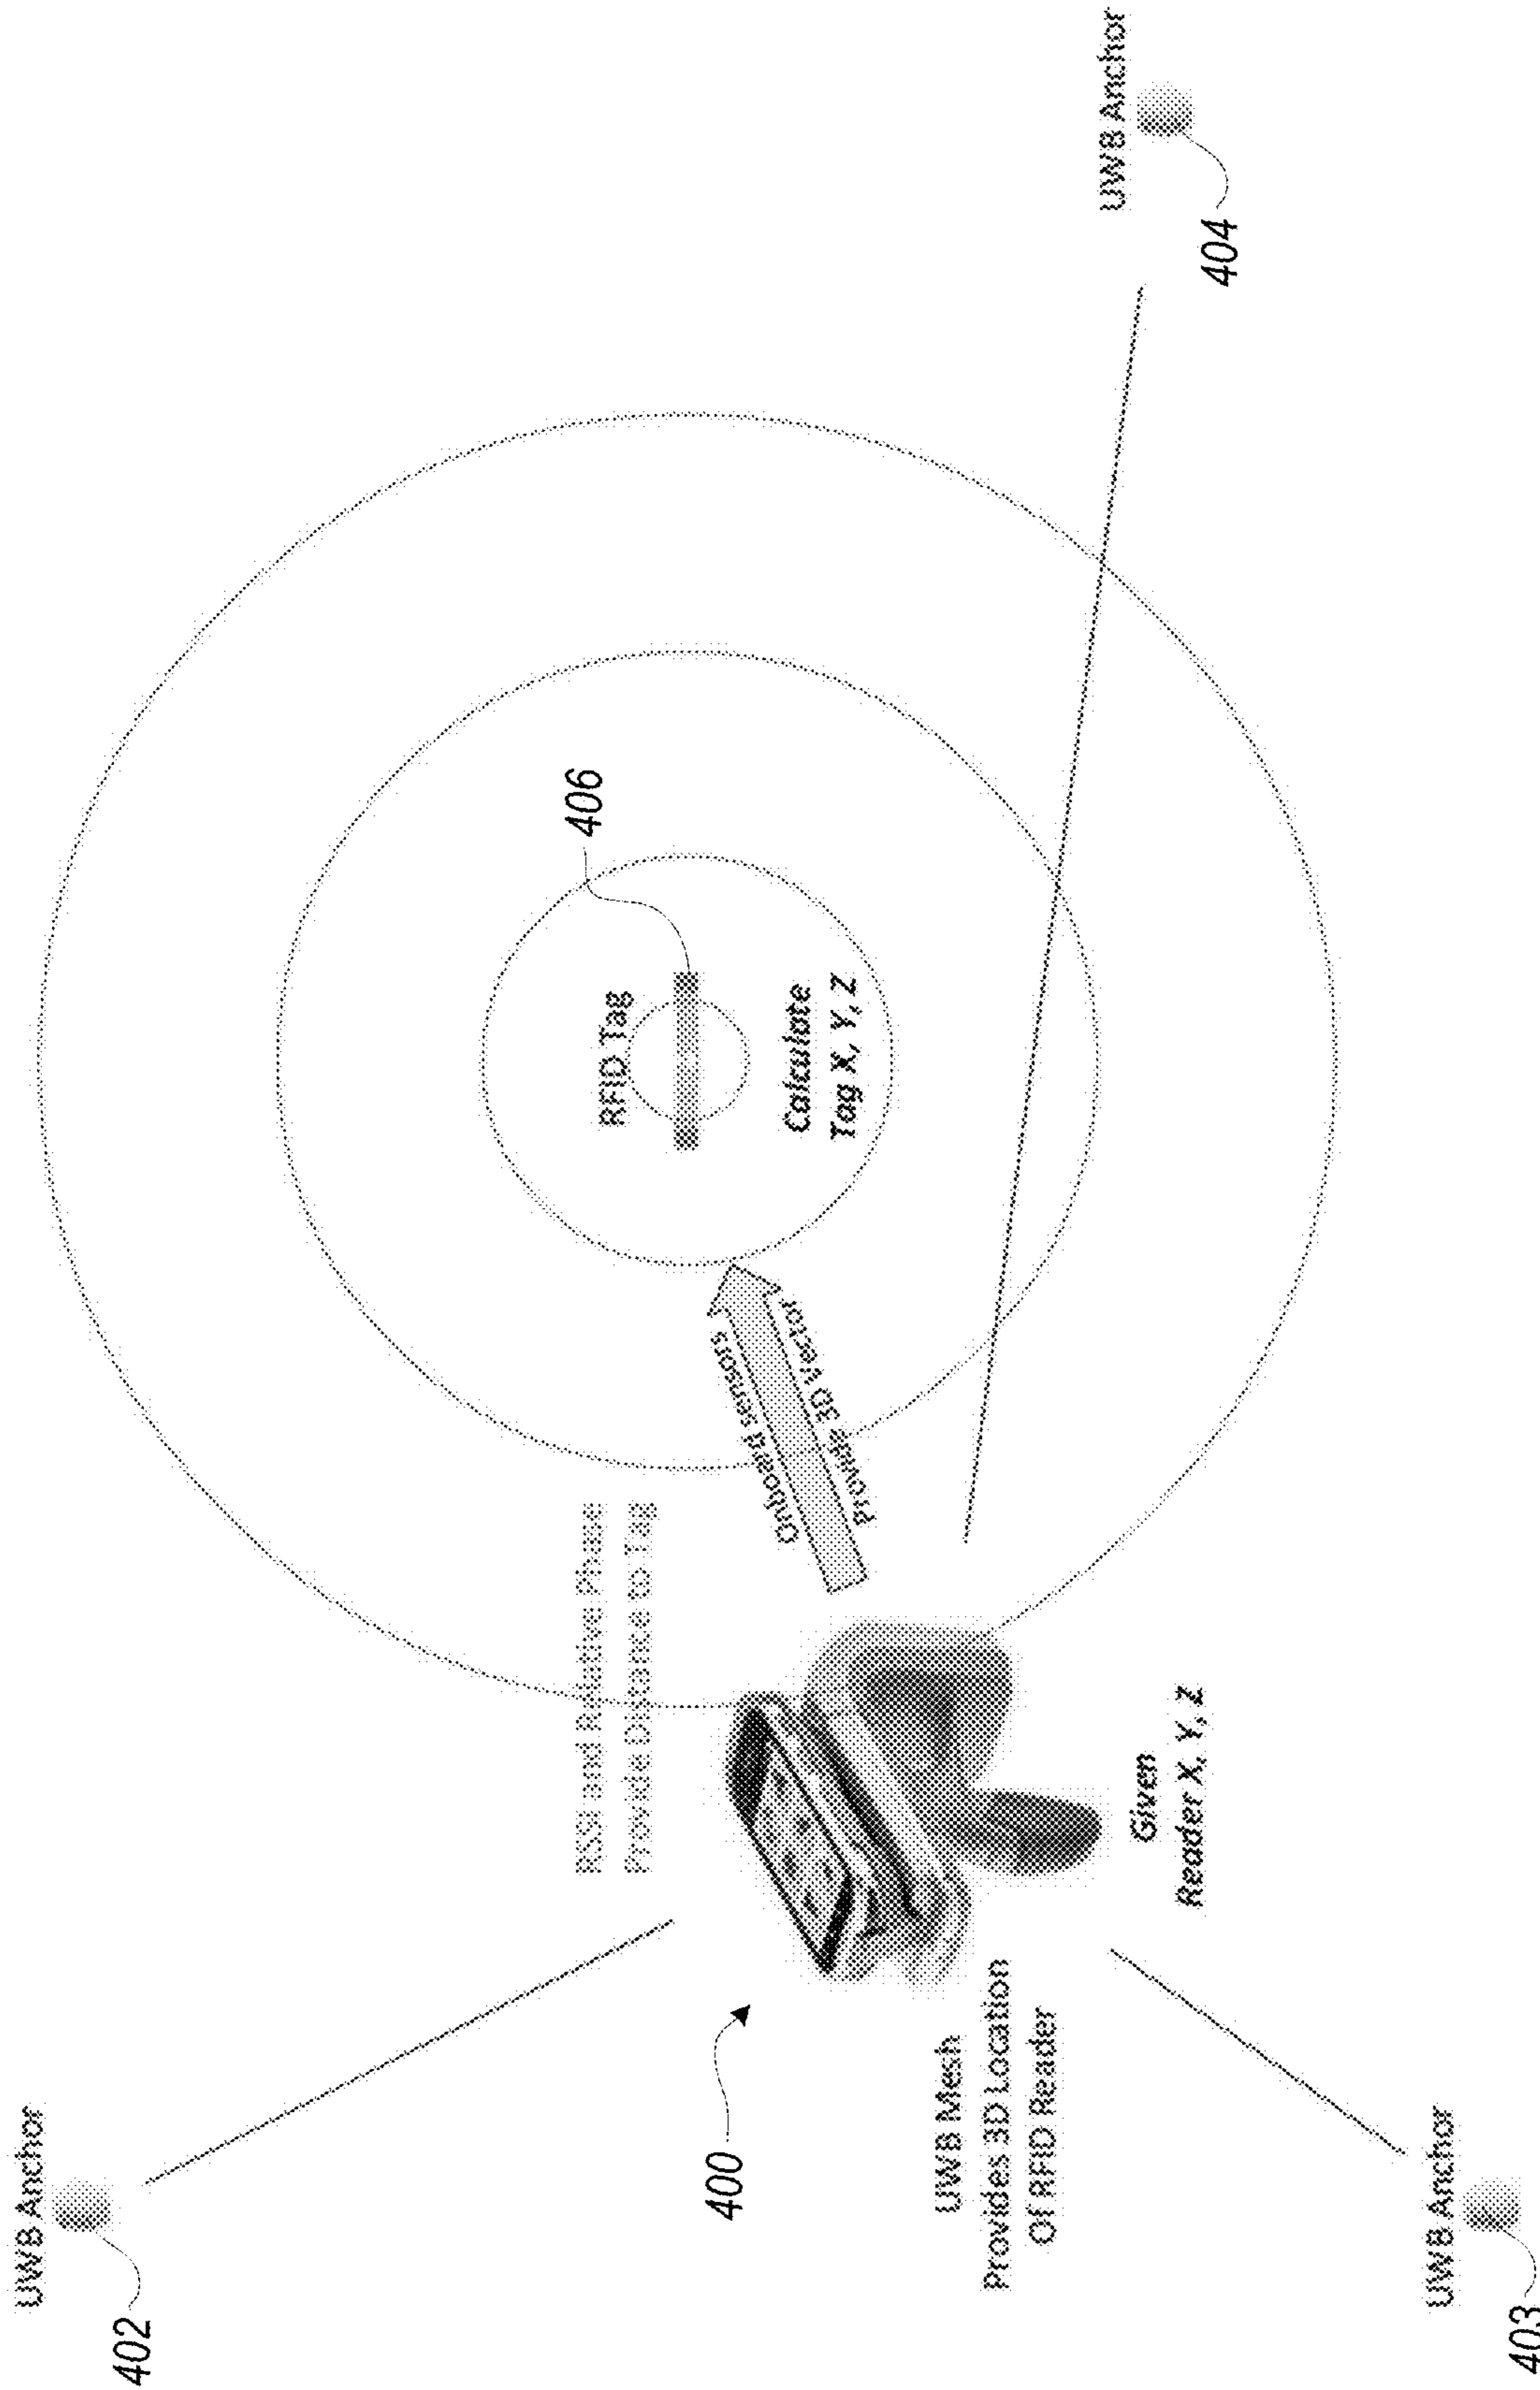 UWB Anchor
402
RSSI and Relative Phase
Provide Distance to Tag
RFID Tag
406
400
Onboard sensors
provide 3D Vector
Calculate
Tag X, Y, Z
UWB Mesh
Provides 3D Location
Of RFID Reader
Given
Reader X, Y, Z
UWB Anchor
404
UWB Anchor
403